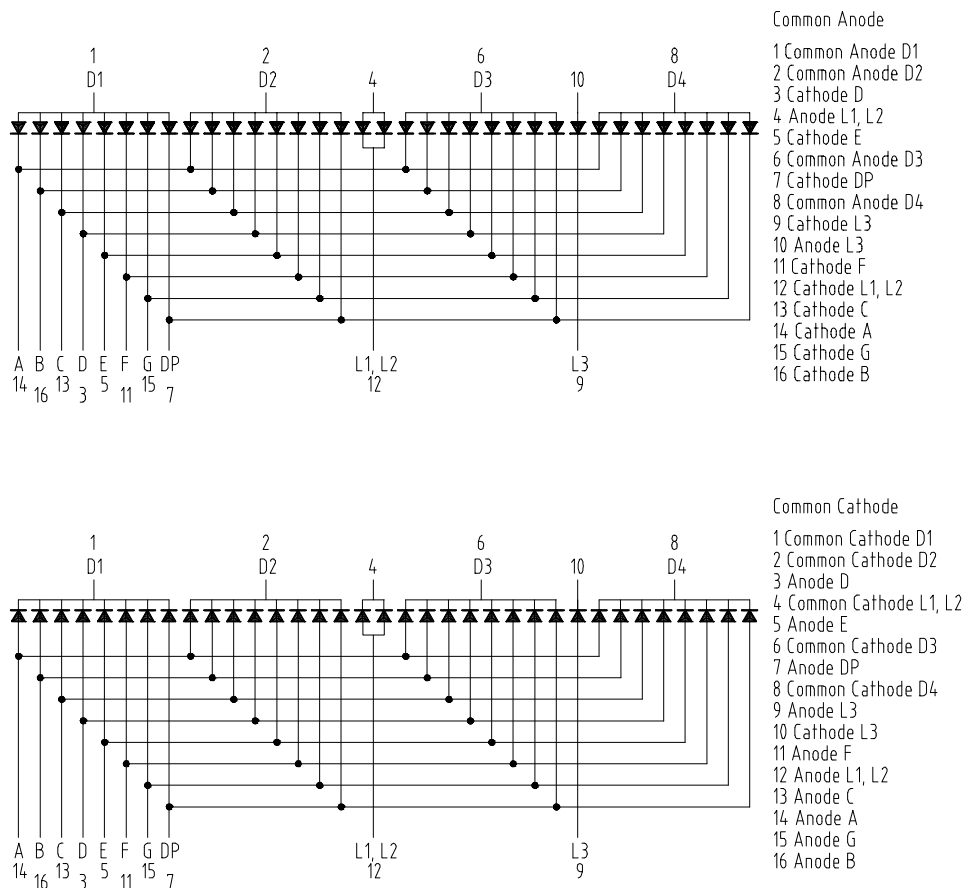 Common Anode
1 Common Anode D1
2 Common Anode D2
3 Cathode D
4 Anode L1, L2
5 Cathode E
6 Common Anode D3
7 Cathode DP
8 Common Anode D4
9 Cathode L3
10 Anode L3
11 Cathode F
12 Cathode L1, L2
13 Cathode C
14 Cathode A
15 Cathode G
16 Cathode B
1 2 6 8
D1 D2 4 D3 10 D4
A B C D E F G DP L1, L2 L3
14 13 5 15 12 9
16 3 11 7
Common Cathode
1 Common Cathode D1
2 Common Cathode D2
3 Anode D
4 Common Cathode L1, L2
5 Anode E
6 Common Cathode D3
7 Anode DP
8 Common Cathode D4
9 Anode L3
10 Cathode L3
11 Anode F
12 Anode L1, L2
13 Anode C
14 Anode A
15 Anode G
16 Anode B
1 2 6 8
D1 D2 4 D3 10 D4
A B C D E F G DP L1, L2 L3
14 13 5 15 12 9
16 3 11 7